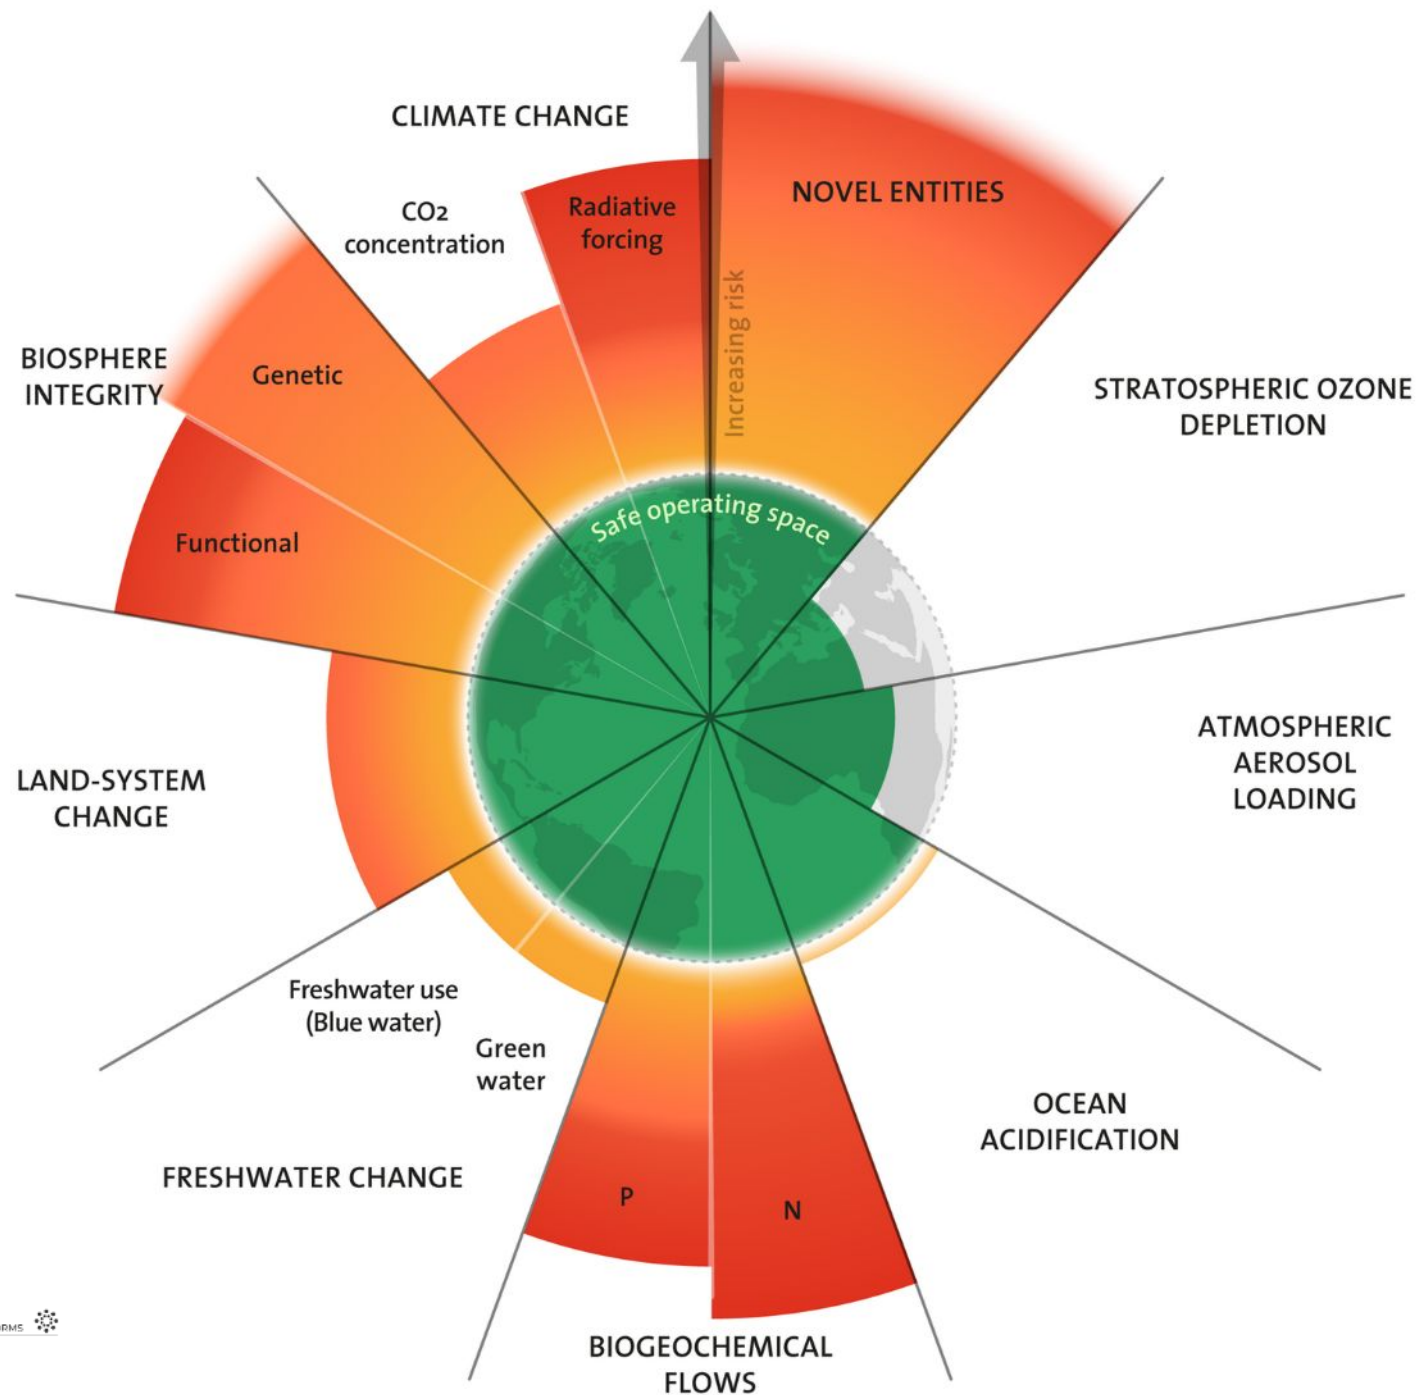 CLIMATE CHANGE
CO2
concentration
Radiative
forcing
NOVEL ENTITIES
Increasing risk
BIOSPHERE
INTEGRITY
Genetic
Functional
STRATOSPHERIC OZONE
DEPLETION
Safe operating space
ATMOSPHERIC
AEROSOL
LOADING
LAND-SYSTEM
CHANGE
Freshwater use
(Blue water)
Green
water
FRESHWATER CHANGE
OCEAN
ACIDIFICATION
P
N
BIOGEOCHEMICAL
FLOWS